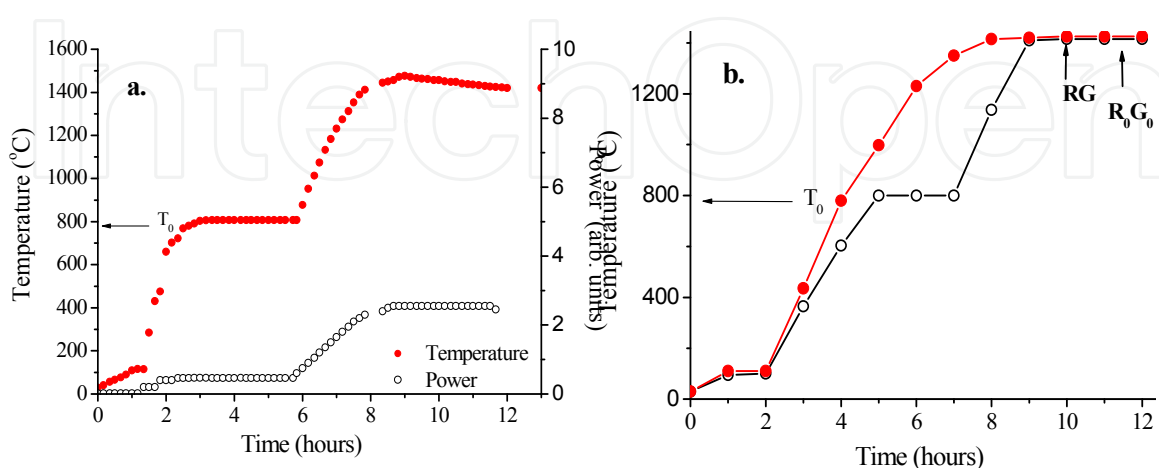 IntechOpen
a.
1600
1400
1200
1000
800
600
400
200
0
Temperature (°C)
T₀
Temperature
Power
0 2 4 6 8 10 12
Time (hours)
10
8
6
4
2
0
Power (arb. units)
b.
1200
800
400
0
Temperature (°C)
T₀
RG
R₀G₀
0 2 4 6 8 10 12
Time (hours)